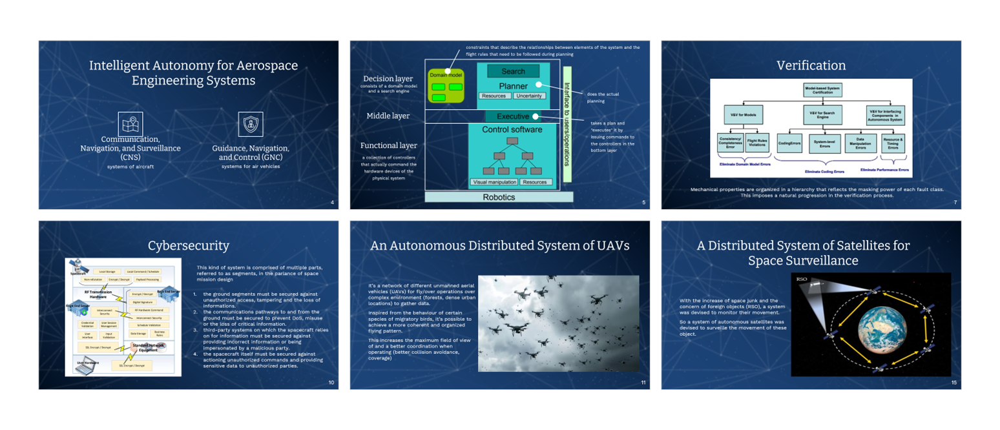 Intelligent Autonomy for Aerospace
Engineering Systems
Communication,
Navigation, and Surveillance
(CNS)
systems of aircraft
Guidance, Navigation,
and Control (GNC)
systems for air vehicles
4
constraints that describe the relationships between elements of the system and the
flight rules that need to be followed during planning
Decision layer
consists of a domain model
and a search engine
Middle layer
Functional layer
a collection of controllers
that actually command the
hardware devices of the
physical system
Domain model
Search
Planner
Resources
Uncertainty
Executive
Control software
Visual manipulation
Resources
Robotics
Interface to users/operations
does the actual
planning
takes a plan and
"executes" it by
issuing commands to
the controllers in the
bottom layer
5
Verification
Model-based System
Certification
V&V for Models
V&V for Search
Engine
V&V for Interfacing
Components in
Autonomous System
Consistency/
Completeness
Error
Flight Rules
Violations
CodingErrors
System-level
Errors
Data
Manipulation
Errors
Resource &
Timing
Errors
Eliminate Domain Model Errors
Eliminate Coding Errors
Eliminate Performance Errors
Mechanical properties are organized in a hierarchy that reflects the masking power of each fault class.
This imposes a natural progression in the verification process.
7
Cybersecurity
Spacecraft
Local Storage
Local Command / Schedule
Non-refutation
Encrypt / Decrypt
Payload Processing
RF Transmission
Hardware
Encrypt / Decrypt
Back End Server
Digital Signature
Front End Server
Interconnect
Security
RF Hardware Command
Interconnect Security
Credential
Validation
User Session
Management
Schedule Validation
User
Interface
Input
Validation
Data Storage
Business
Rules
SSL Encrypt / Decrypt
Standard Network
Equipment
User Hardware
SSL Encrypt / Decrypt
This kind of system is comprised of multiple parts,
referred to as segments, in the parlance of space
mission design
1. the ground segments must be secured against
unauthorized access, tampering and the loss of
informations.
2. the communications pathways to and from the
ground must be secured to prevent DoS, misuse
or the loss of critical information.
3. third-party systems on which the spacecraft relies
on for information must be secured against
providing incorrect information or being
impersonated by a malicious party.
4. the spacecraft itself must be secured against
actioning unauthorized commands and providing
sensitive data to unauthorized parties.
10
An Autonomous Distributed System of UAVs
It's a network of different unmanned aerial
vehicles (UAVs) for fly/over operations over
complex environment (forests, dense urban
locations) to gather data.
Inspired from the behaviour of certain
species of migratory birds, it's possible to
achieve a more coherent and organized
flying pattern.
This increases the maximum field of view
of and a better coordination when
operating (better collision avoidance,
coverage)
11
A Distributed System of Satellites for
Space Surveillance
With the increase of space junk and the
concern of foreign objects (RSO), a system
was devised to monitor their movement.
So a system of autonomous satellites was
devised to surveille the movement of these
object.
RSO
15